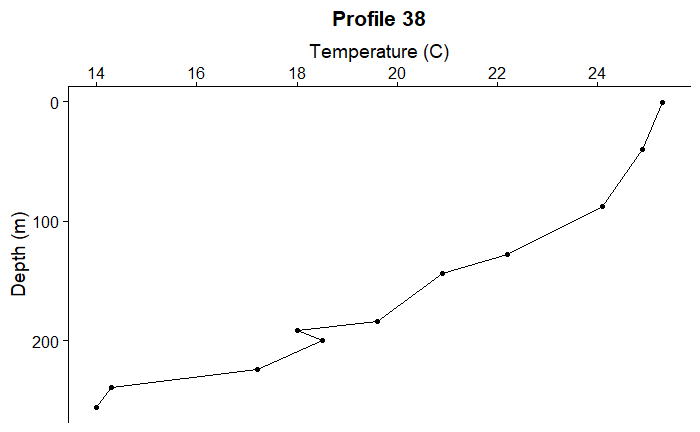 Profile 38
Temperature (C)
14 16 18 20 22 24
0
100
200
Depth (m)